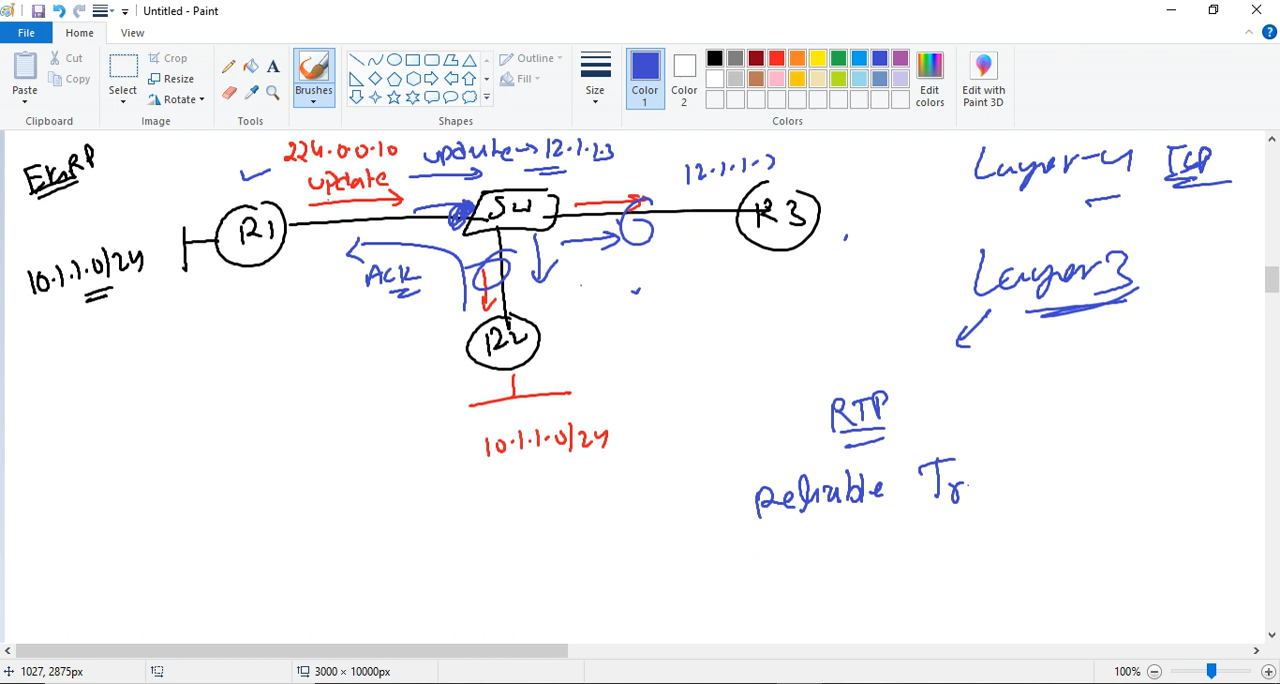 Untitled - Paint
File Home View
Paste
Cut
Copy
Clipboard
Select
Crop
Resize
Rotate
Image
A
Tools
Brushes
Outline
Fill
Shapes
Size
Color 1
Color 2
Edit colors
Edit with Paint 3D
Colors
EIGRP
224.0.0.10
update
update → 12.1.1.3
12.1.1.3
Layer-4 TCP
R1
SW
R3
10.1.1.0/24
ACK
Layer 3
R2
10.1.1.0/24
RTP
Reliable Tr
1027, 2875px
3000 × 10000px
100%